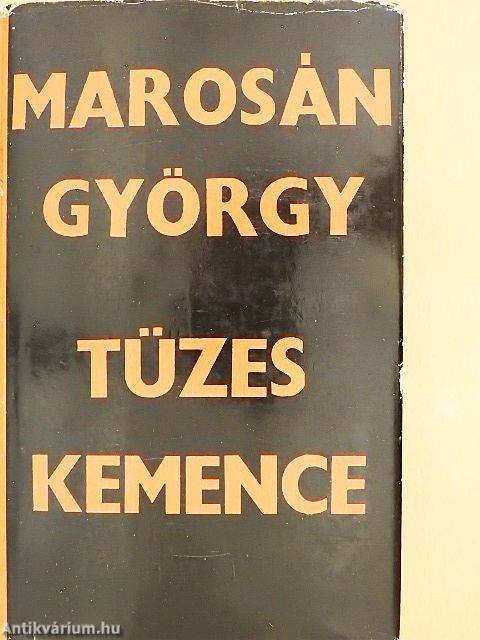 MAROSÁN
GYÖRGY
TÜZES
KEMENCE
Antikvárium.hu